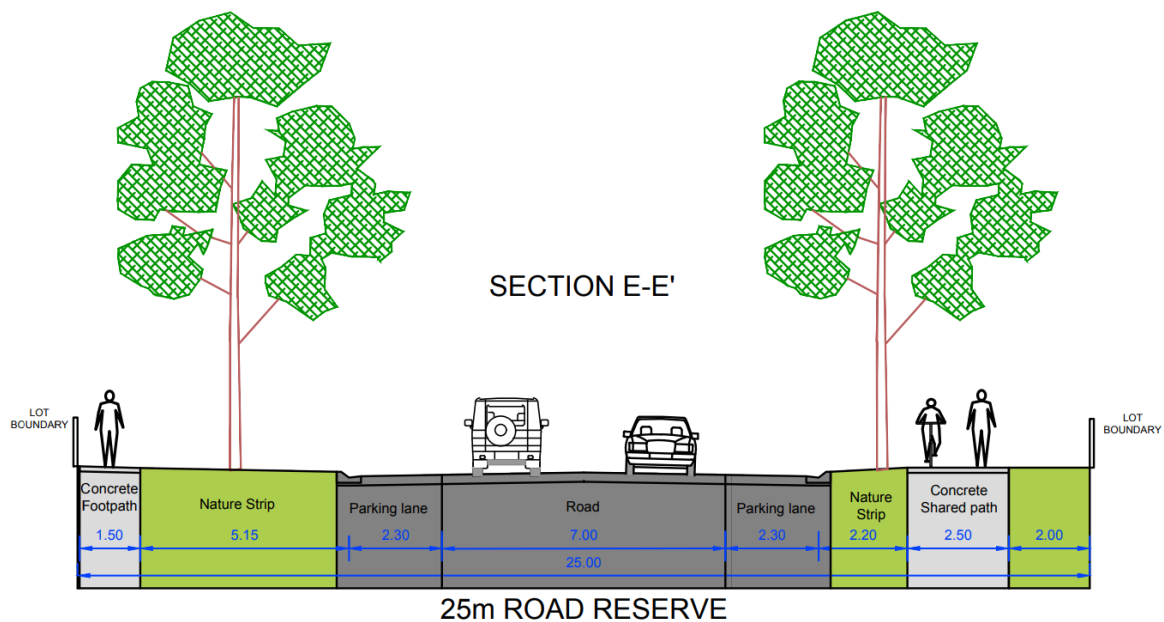 SECTION E-E'
LOT
BOUNDARY
LOT
BOUNDARY
Concrete
Footpath
Nature Strip
Parking lane
Road
Parking lane
Nature
Strip
Concrete
Shared path
1.50
5.15
2.30
7.00
2.30
2.20
2.50
2.00
25.00
25m ROAD RESERVE